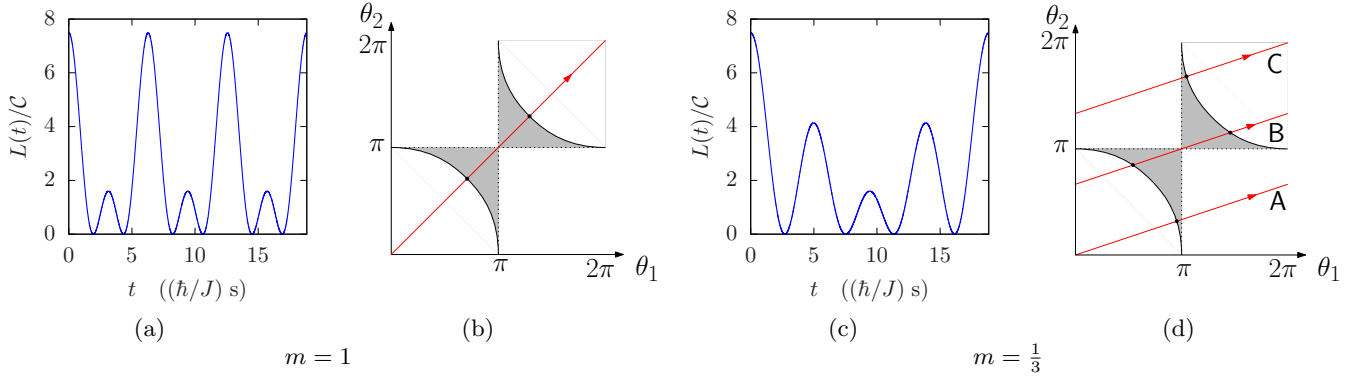 8
6
4
2
0
L(t)/𝒞
0 5 10 15
t ((ħ/J) s)
(a)
θ₂
2π
π
π
2π
θ₁
(b)
m = 1
8
6
4
2
0
L(t)/𝒞
0 5 10 15
t ((ħ/J) s)
(c)
θ₂
2π
π
C
B
A
π
2π
θ₁
(d)
m = 1/3